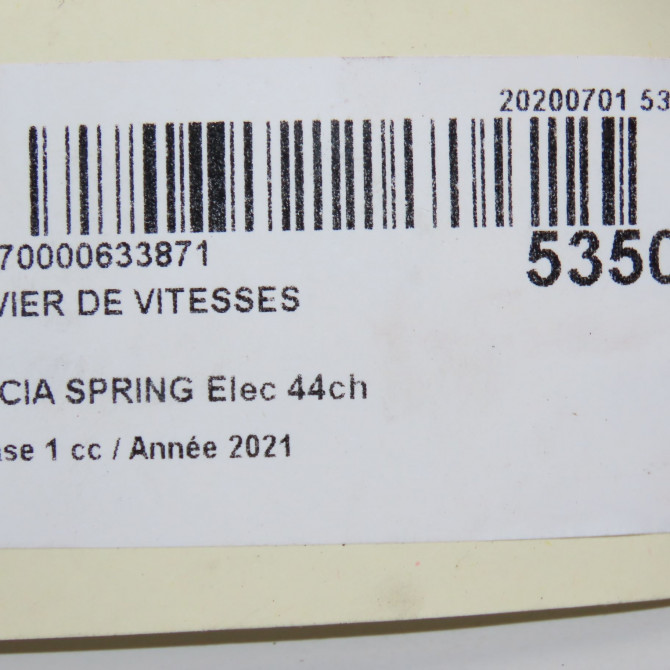 20200701 53
70000633871
5350
VIER DE VITESSES
CIA SPRING Elec 44ch
se 1 cc / Année 2021